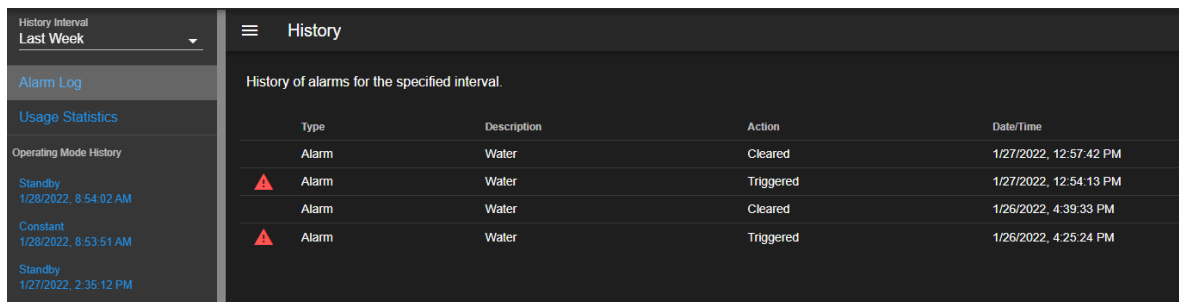 History Interval
Last Week
Alarm Log
Usage Statistics
Operating Mode History
Standby
1/28/2022, 8:54:02 AM
Constant
1/28/2022, 8:53:51 AM
Standby
1/27/2022, 2:35:12 PM
History
History of alarms for the specified interval.
Type Description Action Date/Time
Alarm Water Cleared 1/27/2022, 12:57:42 PM
Alarm Water Triggered 1/27/2022, 12:54:13 PM
Alarm Water Cleared 1/26/2022, 4:39:33 PM
Alarm Water Triggered 1/26/2022, 4:25:24 PM